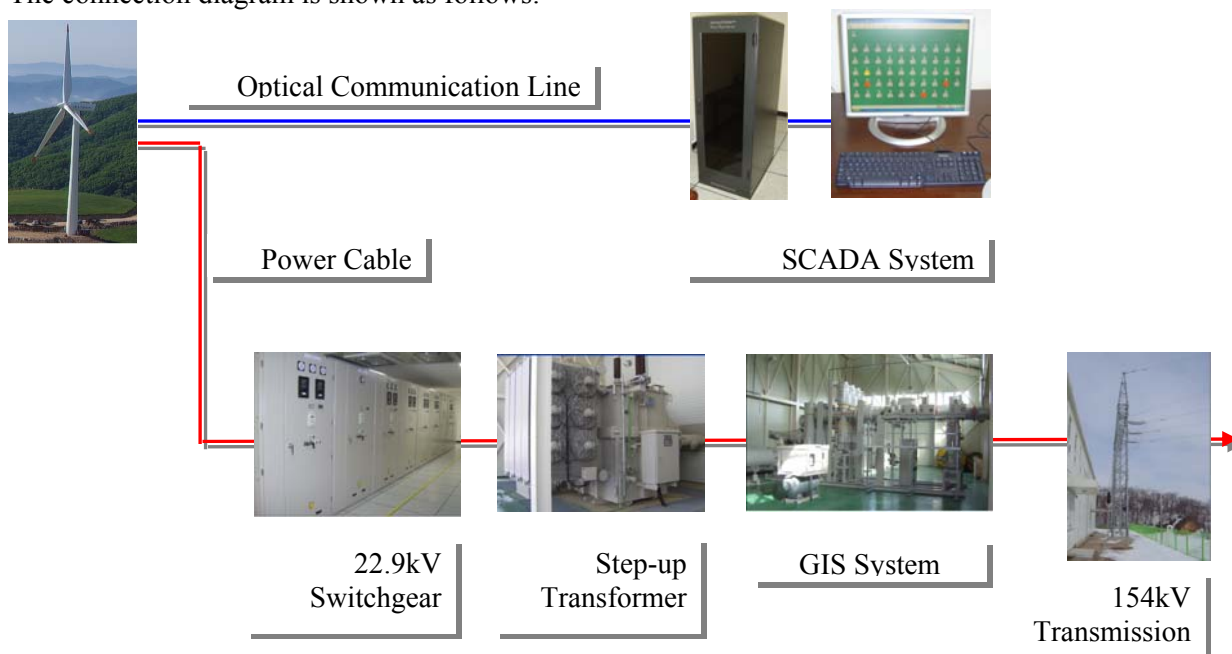 The connection diagram is shown as follows:
Optical Communication Line
Power Cable
SCADA System
22.9kV
Switchgear
Step-up
Transformer
GIS System
154kV
Transmission